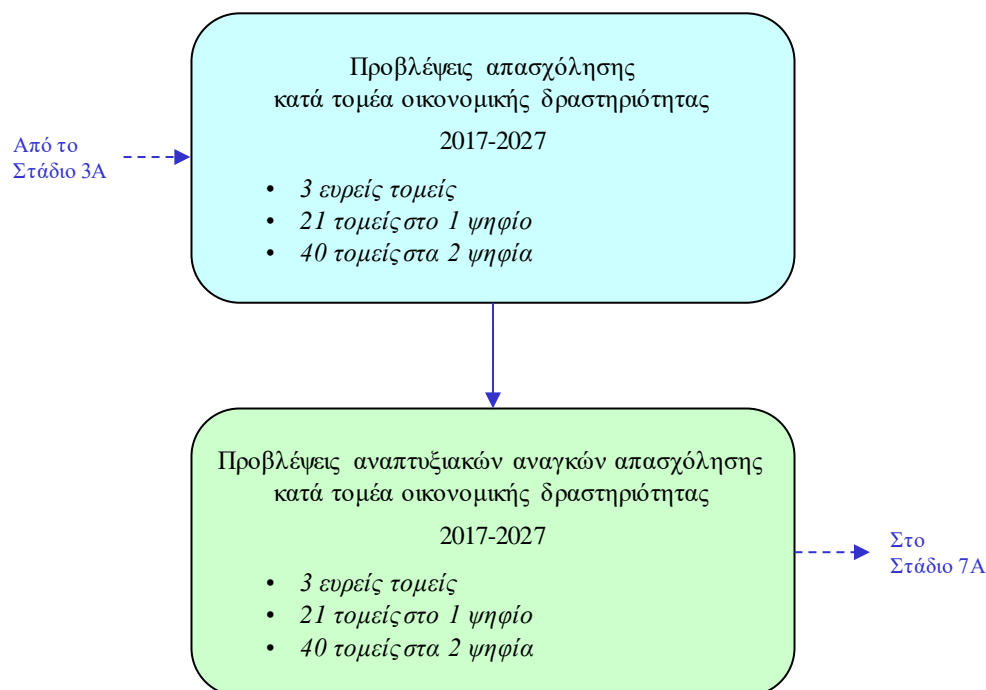 Προβλέψεις απασχόλησης
κατά τομέα οικονομικής δραστηριότητας
2017-2027
Από το
Στάδιο 3Α
• 3 ευρείς τομείς
• 21 τομείς στο 1 ψηφίο
• 40 τομείς στα 2 ψηφία
Προβλέψεις αναπτυξιακών αναγκών απασχόλησης
κατά τομέα οικονομικής δραστηριότητας
2017-2027
Στο
Στάδιο 7Α
• 3 ευρείς τομείς
• 21 τομείς στο 1 ψηφίο
• 40 τομείς στα 2 ψηφία